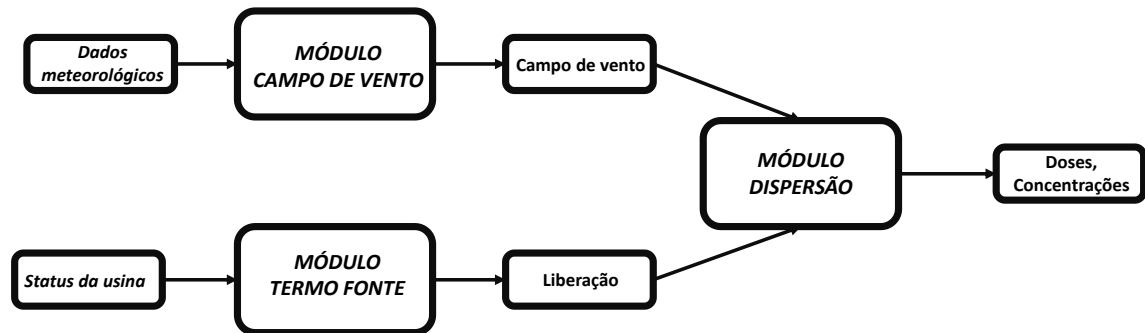 Dados
meteorológicos
MÓDULO
CAMPO DE VENTO
Campo de vento
MÓDULO
DISPERSÃO
Doses,
Concentrações
Status da usina
MÓDULO
TERMO FONTE
Liberação